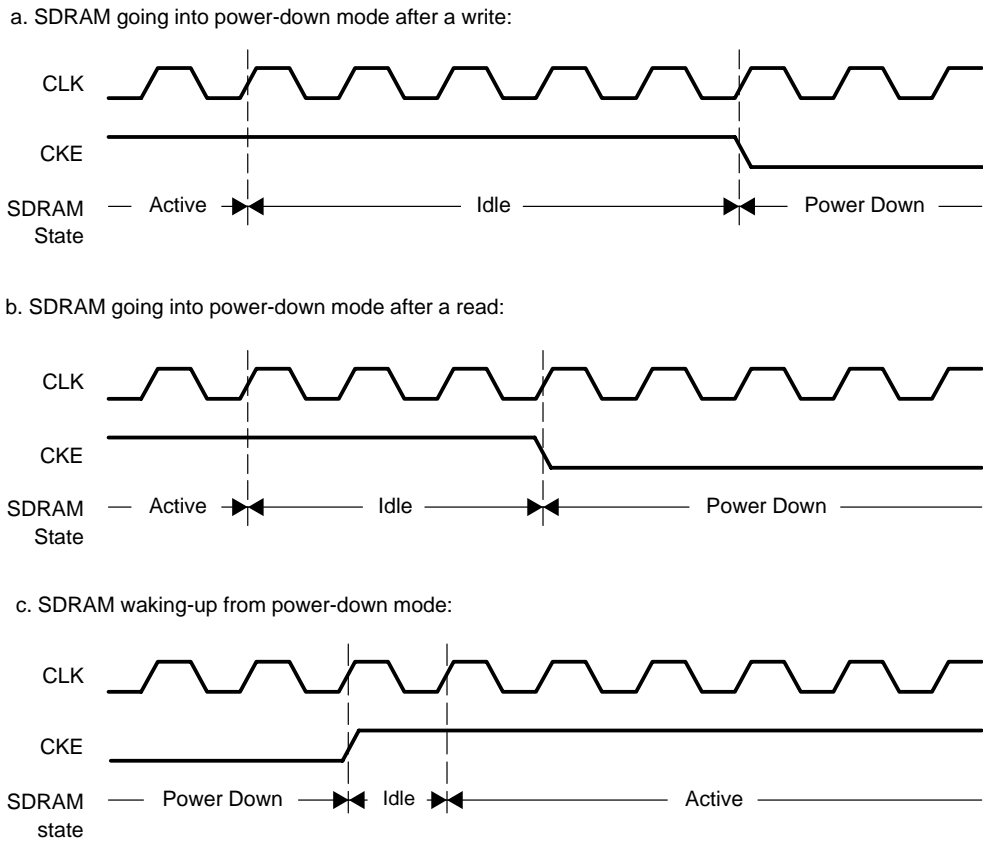 a. SDRAM going into power-down mode after a write:
CLK
CKE
SDRAM State
Active
Idle
Power Down
b. SDRAM going into power-down mode after a read:
CLK
CKE
SDRAM State
Active
Idle
Power Down
c. SDRAM waking-up from power-down mode:
CLK
CKE
SDRAM state
Power Down
Idle
Active